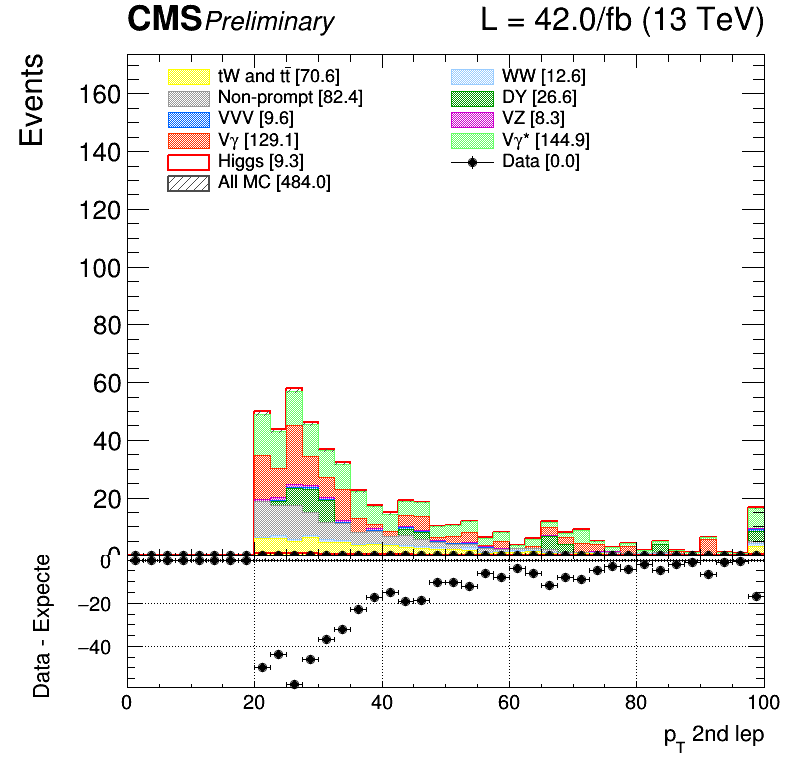 CMS Preliminary L = 42.0/fb (13 TeV)
Events
160
140
120
100
80
60
40
20
0
tW and tt̄ [70.6]
Non-prompt [82.4]
VVV [9.6]
Vγ [129.1]
Higgs [9.3]
All MC [484.0]
WW [12.6]
DY [26.6]
VZ [8.3]
Vγ* [144.9]
Data [0.0]
Data - Expecte
0
−20
−40
0 20 40 60 80 100
p_T 2nd lep